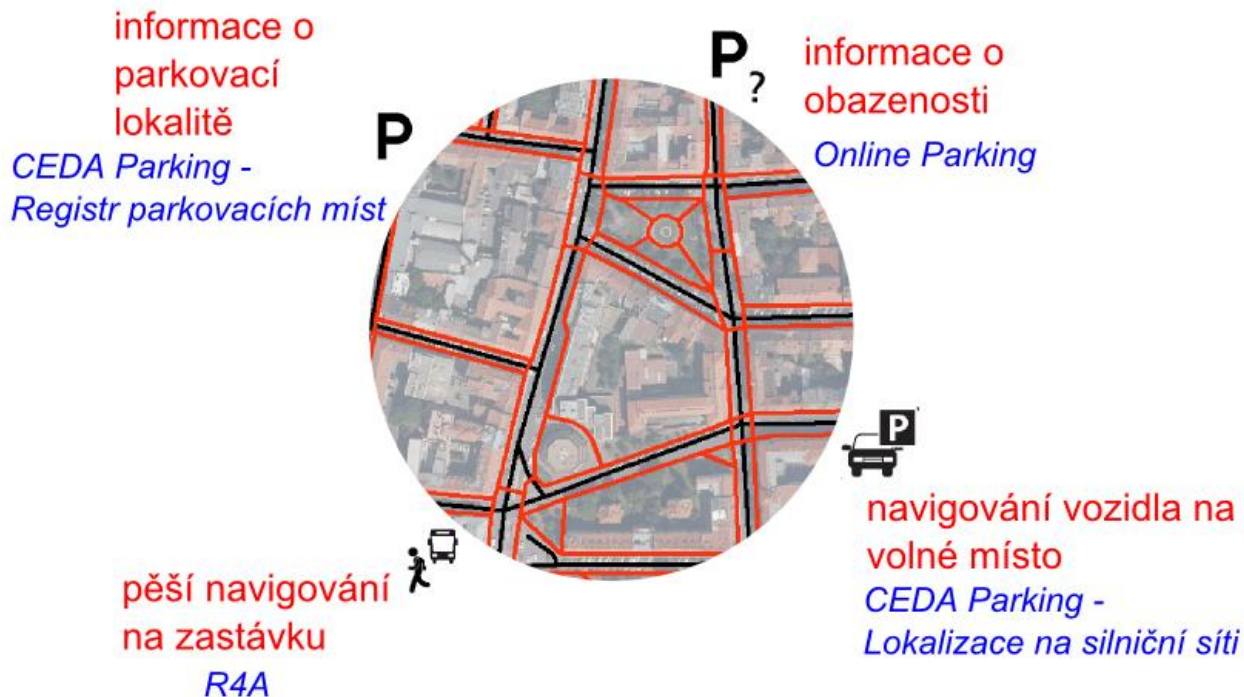 informace o
parkovací
lokalitě
CEDA Parking -
Registr parkovacích míst
P
P?
informace o
obazenosti
Online Parking
P
navigování vozidla na
volné místo
CEDA Parking -
Lokalizace na silniční síti
pěší navigování
na zastávku
R4A